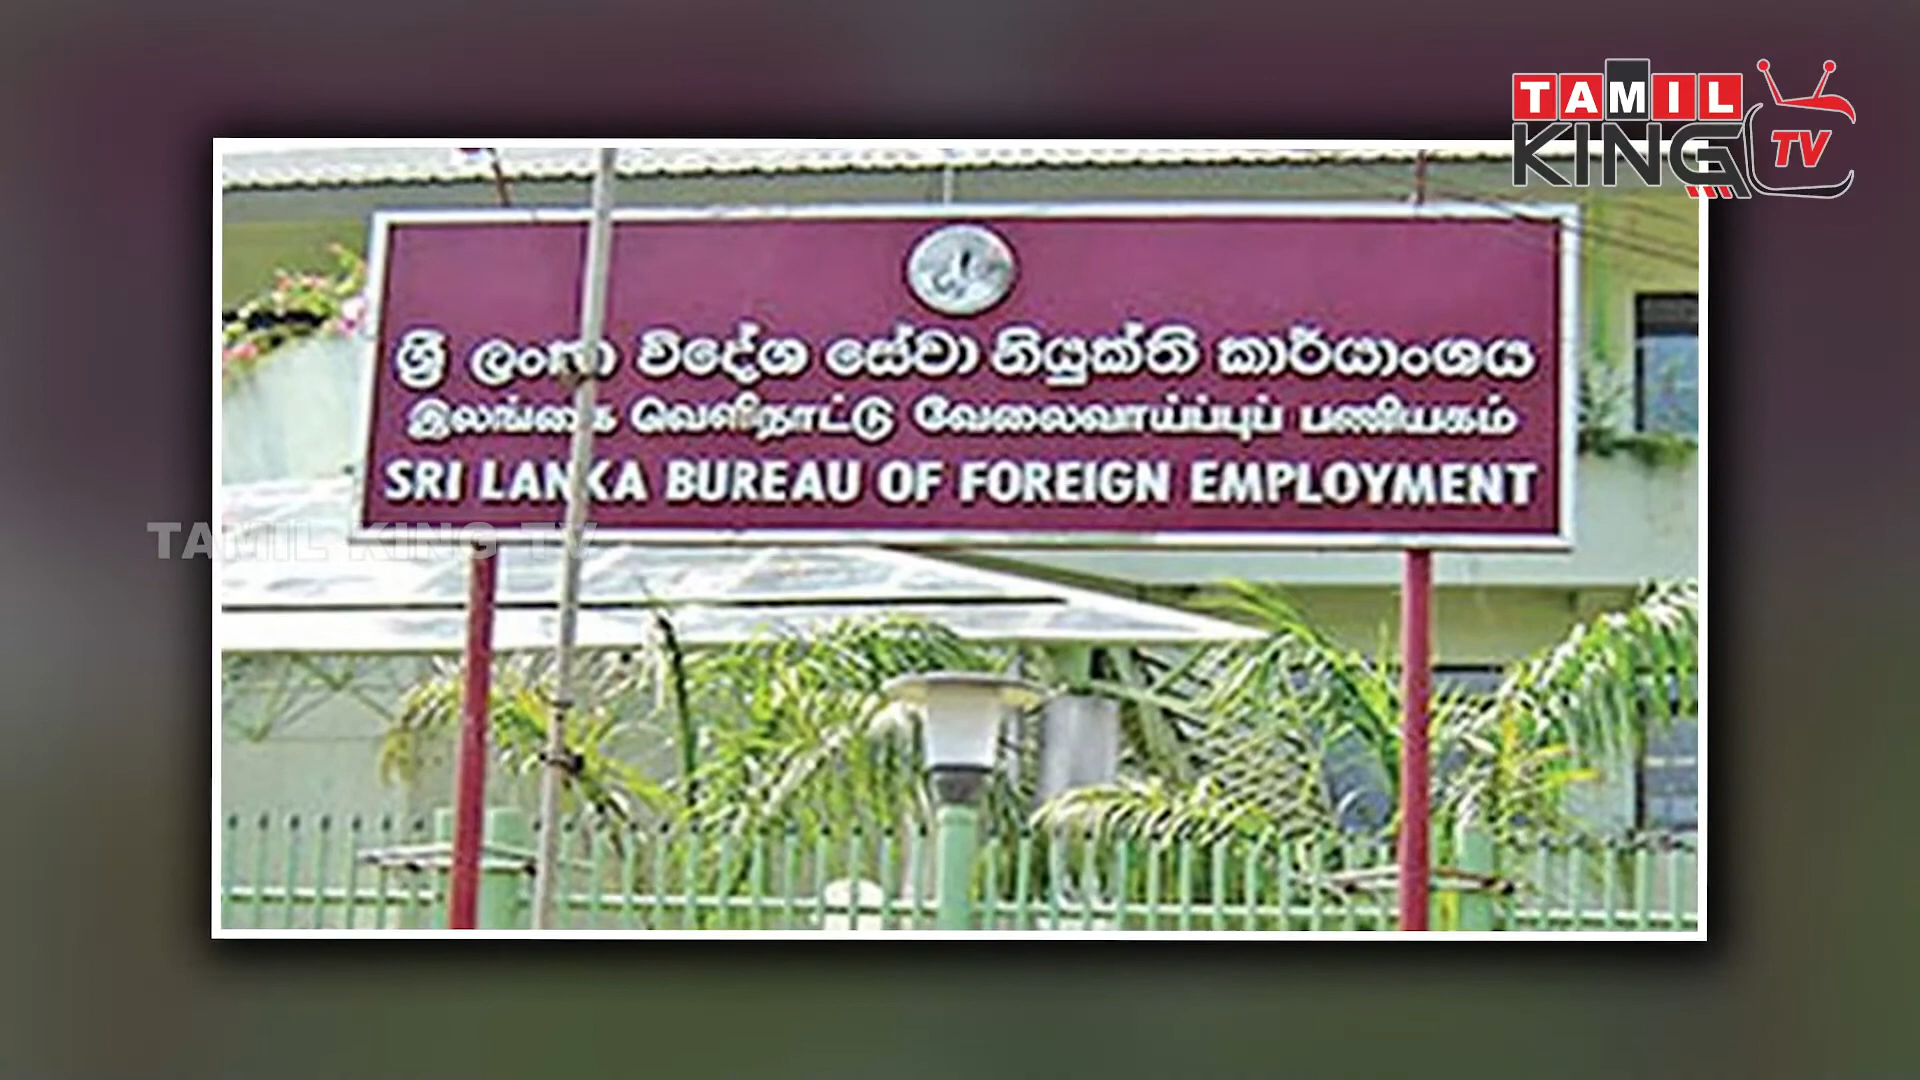 TAMIL
KING TV
ශ්‍රී ලංකා විදේශ සේවා නියුක්ති කාර්යාංශය
இலங்கை வெளிநாட்டு வேலைவாய்ப்புப் பணியகம்
SRI LANKA BUREAU OF FOREIGN EMPLOYMENT
TAMIL KING TV